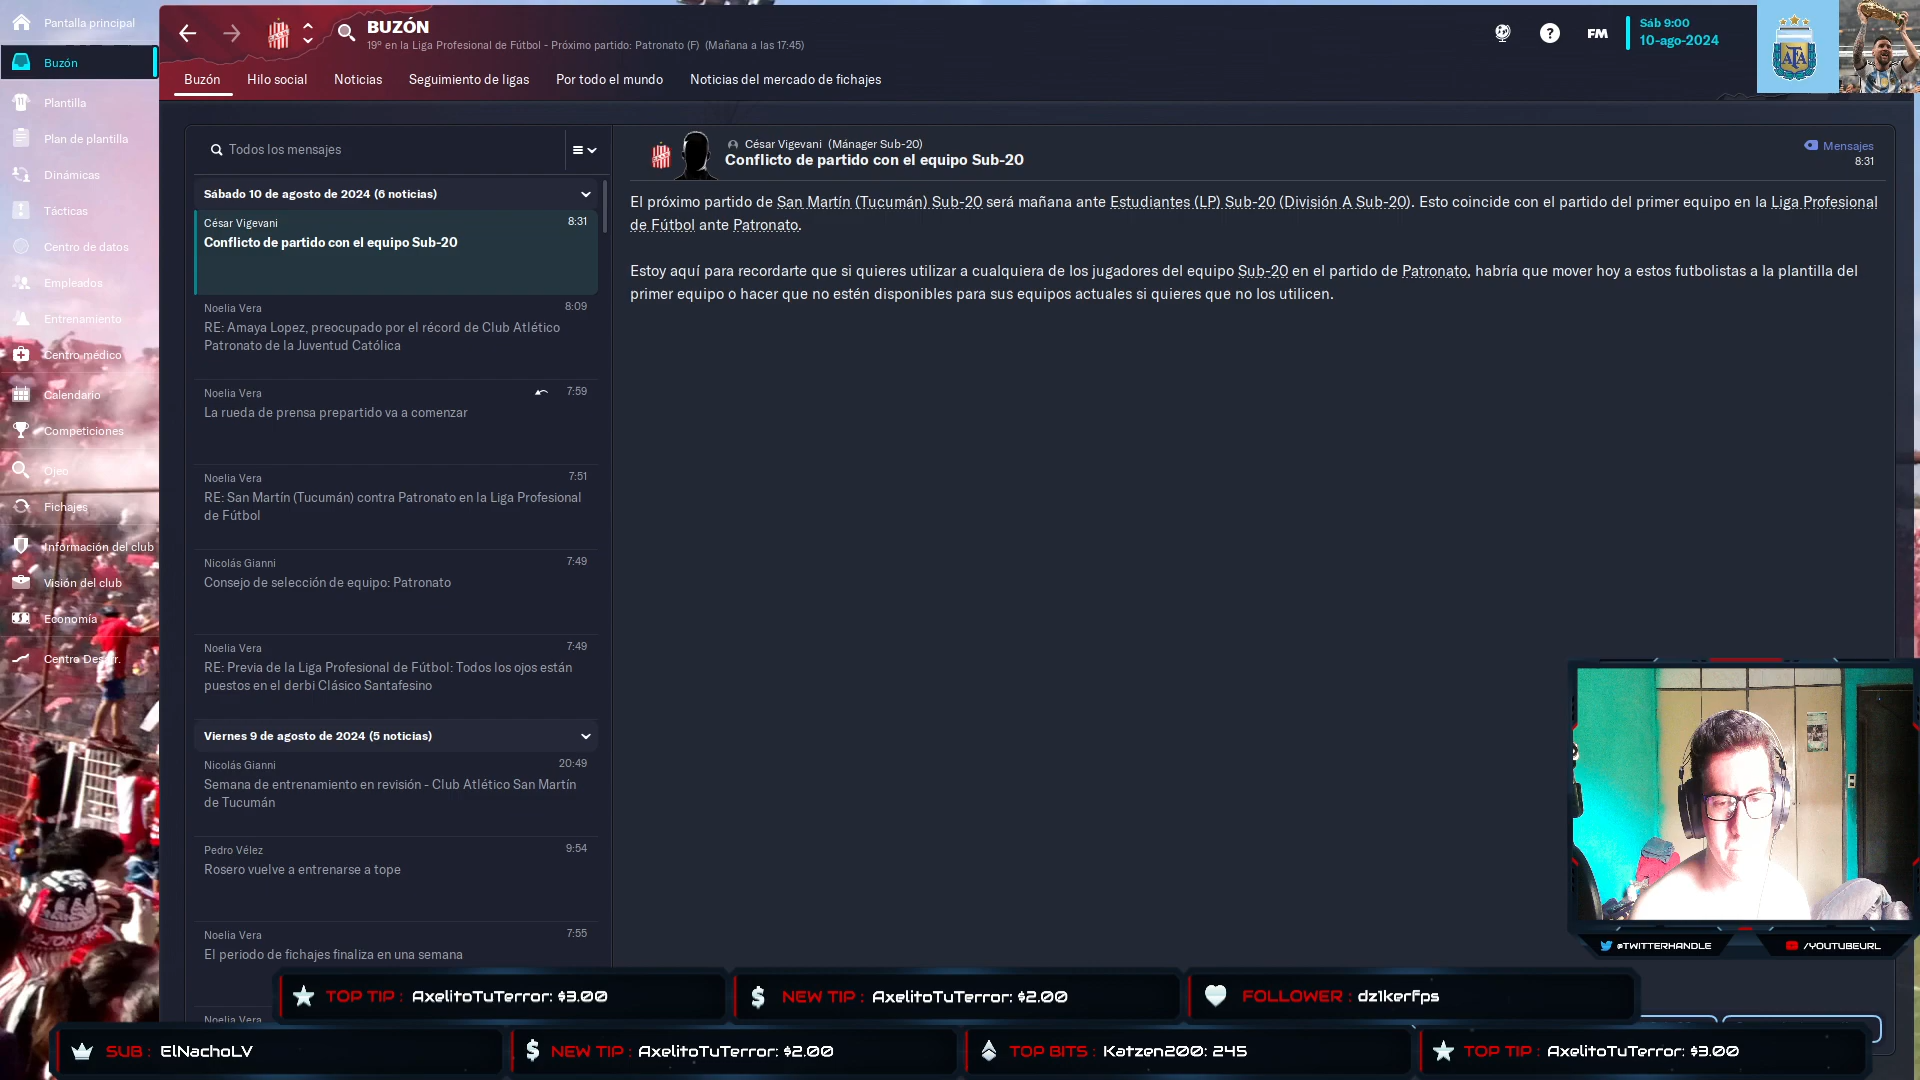 Pantalla principal
Buzón
Plantilla
Plan de plantilla
Dinámicas
Tácticas
Centro de datos
Empleados
Entrenamiento
Centro médico
Calendario
Competiciones
Ojeo
Fichajes
Información del club
Visión del club
Economía
Centro Desarr.
BUZÓN
19º en la Liga Profesional de Fútbol - Próximo partido: Patronato (F) (Mañana a las 17:45)
FM
Sáb 9:00
10-ago-2024
AFA
Buzón
Hilo social
Noticias
Seguimiento de ligas
Por todo el mundo
Noticias del mercado de fichajes
Todos los mensajes
Sábado 10 de agosto de 2024 (6 noticias)
César Vigevani 8:31
Conflicto de partido con el equipo Sub-20
Noelia Vera 8:09
RE: Amaya Lopez, preocupado por el récord de Club Atlético
Patronato de la Juventud Católica
Noelia Vera 7:59
La rueda de prensa prepartido va a comenzar
Noelia Vera 7:51
RE: San Martín (Tucumán) contra Patronato en la Liga Profesional
de Fútbol
Nicolás Gianni 7:49
Consejo de selección de equipo: Patronato
Noelia Vera 7:49
RE: Previa de la Liga Profesional de Fútbol: Todos los ojos están
puestos en el derbi Clásico Santafesino
Viernes 9 de agosto de 2024 (5 noticias)
Nicolás Gianni 20:49
Semana de entrenamiento en revisión - Club Atlético San Martín
de Tucumán
Pedro Vélez 9:54
Rosero vuelve a entrenarse a tope
Noelia Vera 7:55
El periodo de fichajes finaliza en una semana
Noelia Vera
César Vigevani (Mánager Sub-20)
Conflicto de partido con el equipo Sub-20
Mensajes
8:31
El próximo partido de San Martín (Tucumán) Sub-20 será mañana ante Estudiantes (LP) Sub-20 (División A Sub-20). Esto coincide con el partido del primer equipo en la Liga Profesional
de Fútbol ante Patronato.
Estoy aquí para recordarte que si quieres utilizar a cualquiera de los jugadores del equipo Sub-20 en el partido de Patronato, habría que mover hoy a estos futbolistas a la plantilla del
primer equipo o hacer que no estén disponibles para sus equipos actuales si quieres que no los utilicen.
@TWITTERHANDLE
/YOUTUBEURL
TOP TIP : AxelitoTuTerror: $3.00
NEW TIP : AxelitoTuTerror: $2.00
FOLLOWER : dz1kerfps
SUB : ElNachoLV
NEW TIP : AxelitoTuTerror: $2.00
TOP BITS : Katzen200: 245
TOP TIP : AxelitoTuTerror: $3.00